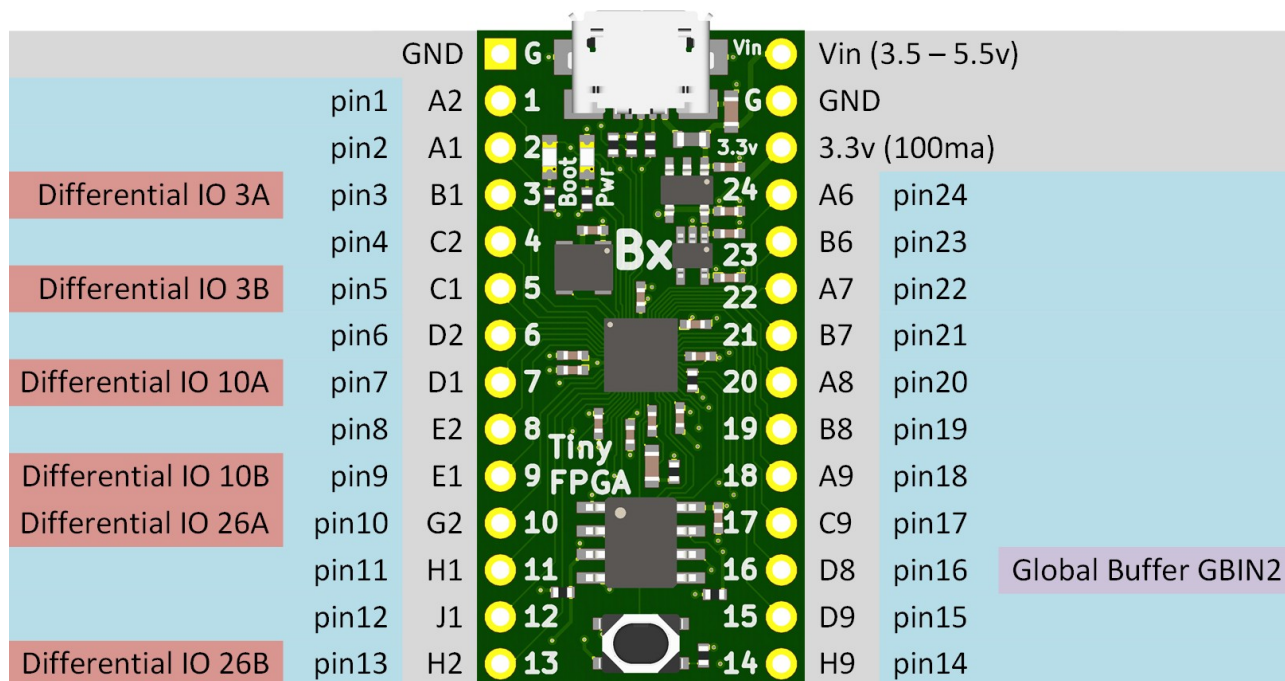 GND G Vin Vin (3.5 – 5.5v)
pin1 A2 1 G GND
pin2 A1 2 3.3v 3.3v (100ma)
Differential IO 3A pin3 B1 3 Boot Pwr 24 A6 pin24
pin4 C2 4 Bx 23 B6 pin23
Differential IO 3B pin5 C1 5 22 A7 pin22
pin6 D2 6 21 B7 pin21
Differential IO 10A pin7 D1 7 20 A8 pin20
pin8 E2 8 Tiny 19 B8 pin19
Differential IO 10B pin9 E1 9 FPGA 18 A9 pin18
Differential IO 26A pin10 G2 10 17 C9 pin17
pin11 H1 11 16 D8 pin16 Global Buffer GBIN2
pin12 J1 12 15 D9 pin15
Differential IO 26B pin13 H2 13 14 H9 pin14